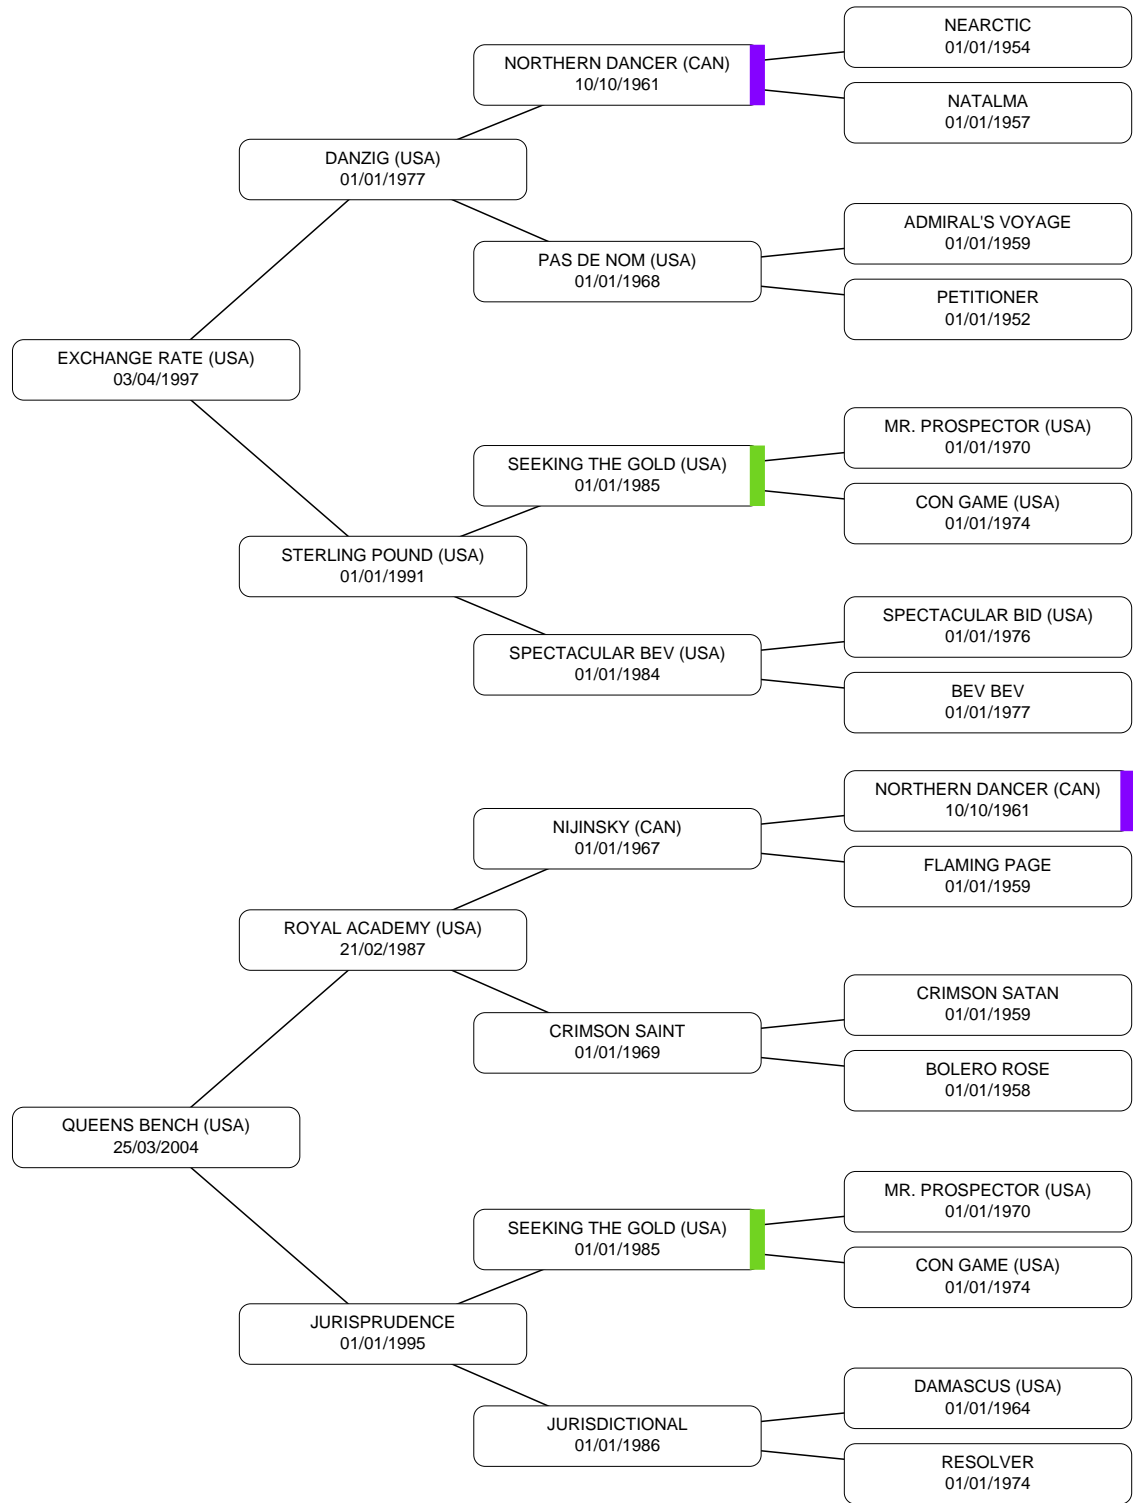 NEARCTIC
01/01/1954
NORTHERN DANCER (CAN)
10/10/1961
NATALMA
01/01/1957
DANZIG (USA)
01/01/1977
ADMIRAL'S VOYAGE
01/01/1959
PAS DE NOM (USA)
01/01/1968
PETITIONER
01/01/1952
EXCHANGE RATE (USA)
03/04/1997
MR. PROSPECTOR (USA)
01/01/1970
SEEKING THE GOLD (USA)
01/01/1985
CON GAME (USA)
01/01/1974
STERLING POUND (USA)
01/01/1991
SPECTACULAR BID (USA)
01/01/1976
SPECTACULAR BEV (USA)
01/01/1984
BEV BEV
01/01/1977
NORTHERN DANCER (CAN)
10/10/1961
NIJINSKY (CAN)
01/01/1967
FLAMING PAGE
01/01/1959
ROYAL ACADEMY (USA)
21/02/1987
CRIMSON SATAN
01/01/1959
CRIMSON SAINT
01/01/1969
BOLERO ROSE
01/01/1958
QUEENS BENCH (USA)
25/03/2004
MR. PROSPECTOR (USA)
01/01/1970
SEEKING THE GOLD (USA)
01/01/1985
CON GAME (USA)
01/01/1974
JURISPRUDENCE
01/01/1995
DAMASCUS (USA)
01/01/1964
JURISDICTIONAL
01/01/1986
RESOLVER
01/01/1974